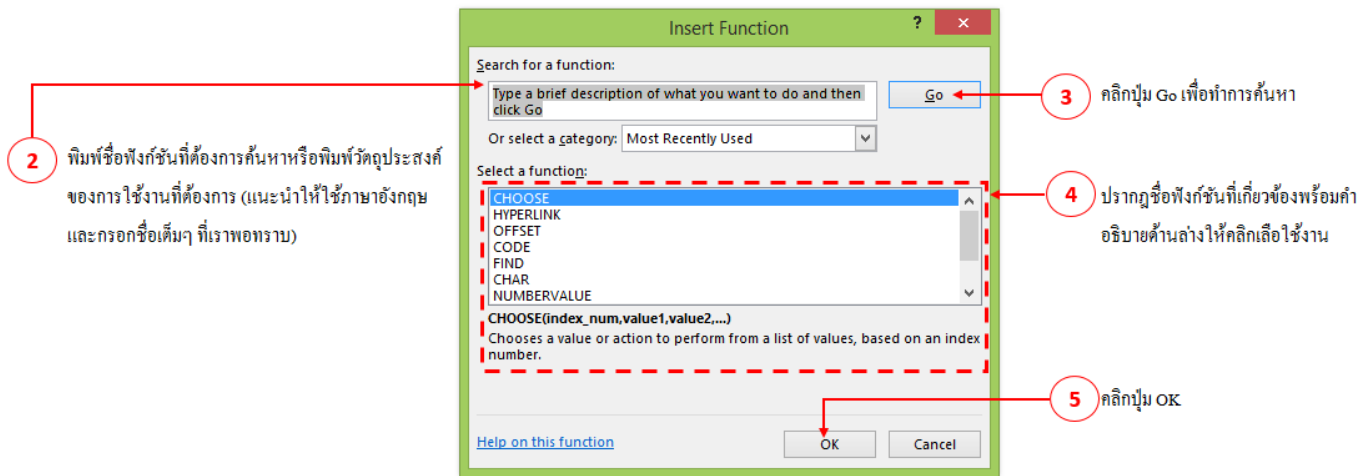 Insert Function
?
×
Search for a function:
Type a brief description of what you want to do and then
click Go
Go
3 คลิกปุ่ม Go เพื่อทำการค้นหา
Or select a category: Most Recently Used
2 พิมพ์ชื่อฟังก์ชันที่ต้องการค้นหาหรือพิมพ์วัตถุประสงค์
ของการใช้งานที่ต้องการ (แนะนำให้ใช้ภาษาอังกฤษ
และกรอกชื่อเต็มๆ ที่เราพอทราบ)
Select a function:
CHOOSE
HYPERLINK
OFFSET
CODE
FIND
CHAR
NUMBERVALUE
4 ปรากฎชื่อฟังก์ชันที่เกี่ยวข้องพร้อมคำ
อธิบายด้านล่างให้คลิกเลือใช้งาน
CHOOSE(index_num,value1,value2,...)
Chooses a value or action to perform from a list of values, based on an index
number.
5 คลิกปุ่ม OK
Help on this function
OK
Cancel